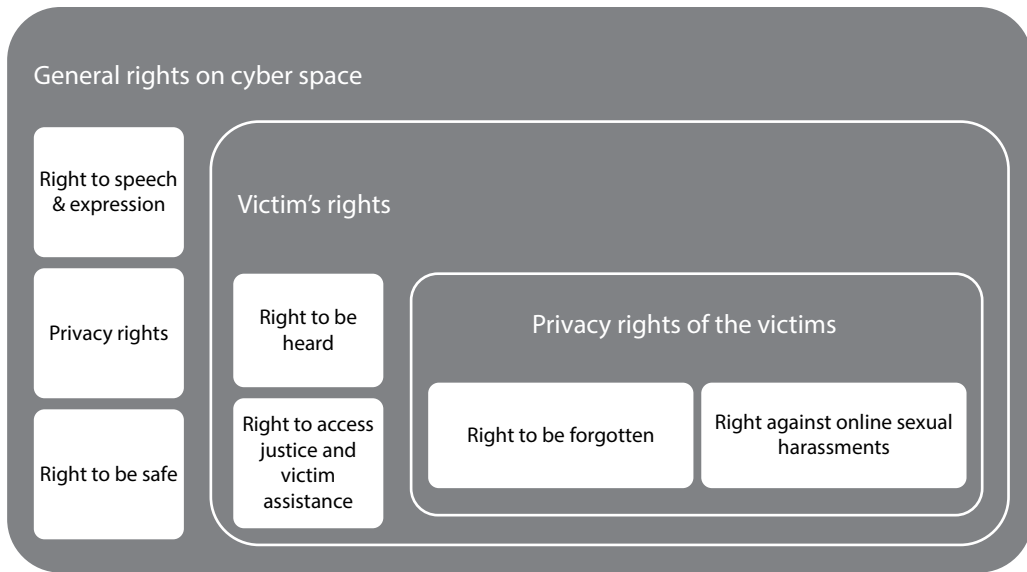 General rights on cyber space
Right to speech
& expression
Privacy rights
Right to be safe
Victim's rights
Right to be
heard
Right to access
justice and
victim
assistance
Privacy rights of the victims
Right to be forgotten
Right against online sexual
harassments